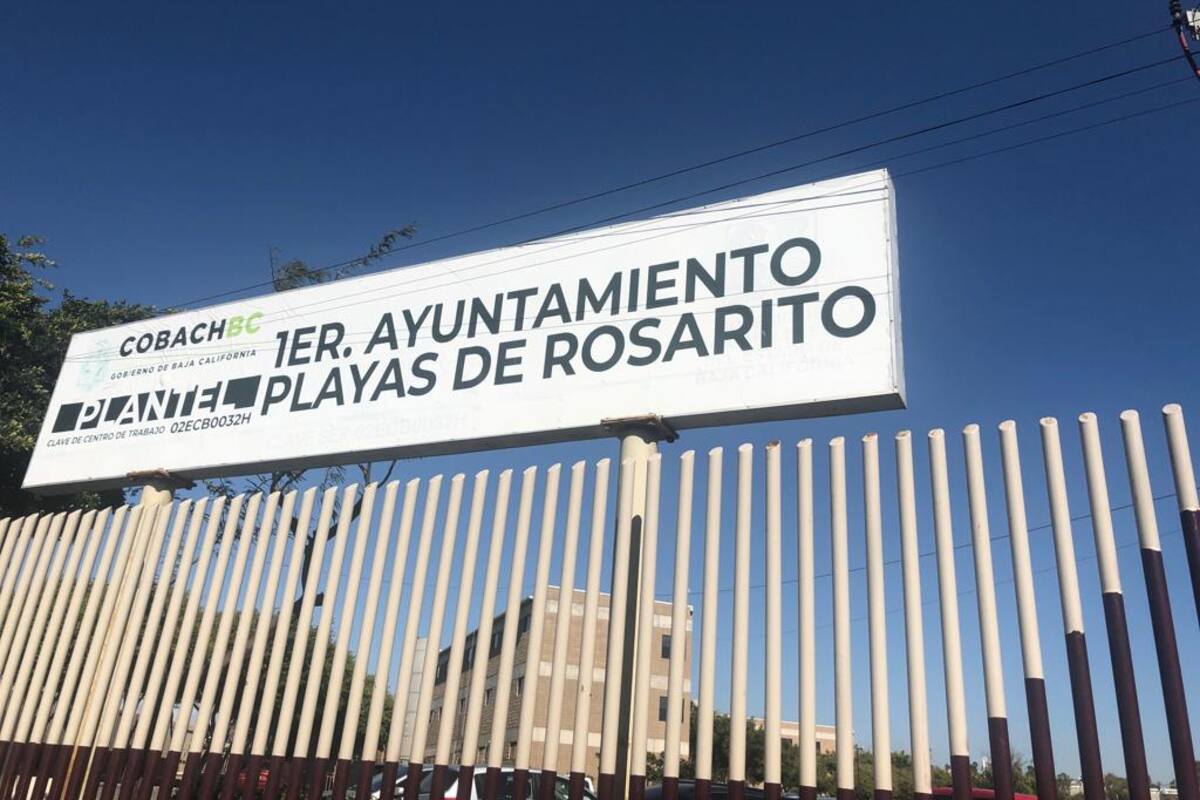 COBACHBC
GOBIERNO DE BAJA CALIFORNIA
PLANTEL
CLAVE DE CENTRO DE TRABAJO 02ECB0032H
1ER. AYUNTAMIENTO
PLAYAS DE ROSARITO